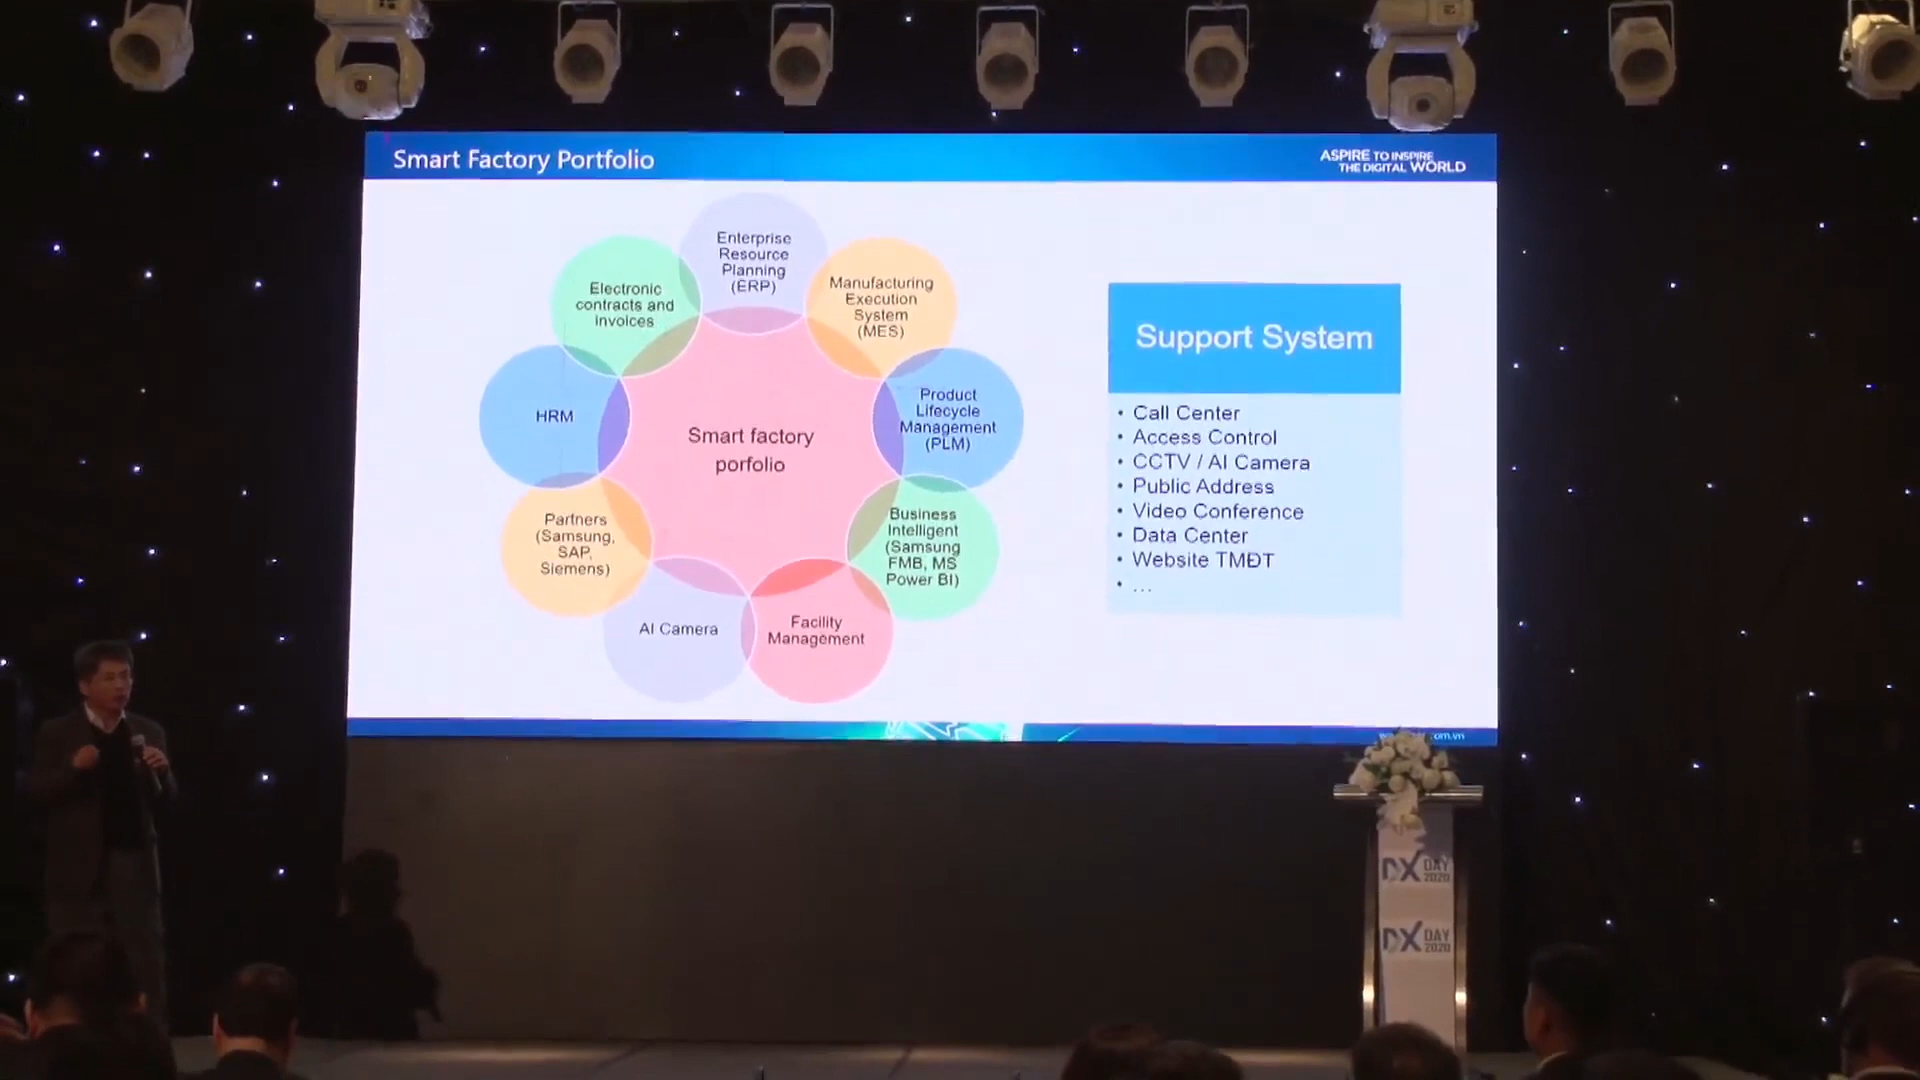 Smart Factory Portfolio
ASPIRE TO INSPIRE
THE DIGITAL WORLD
Enterprise
Resource
Planning
(ERP)
Manufacturing
Execution
System
(MES)
Product
Lifecycle
Management
(PLM)
Business
Intelligent
(Samsung
FMB, MS
Power BI)
Facility
Management
AI Camera
Partners
(Samsung,
SAP,
Siemens)
HRM
Electronic
contracts and
invoices
Smart factory
porfolio
Support System
• Call Center
• Access Control
• CCTV / AI Camera
• Public Address
• Video Conference
• Data Center
• Website TMĐT
• ...
DX DAY
2020
DX DAY
2020